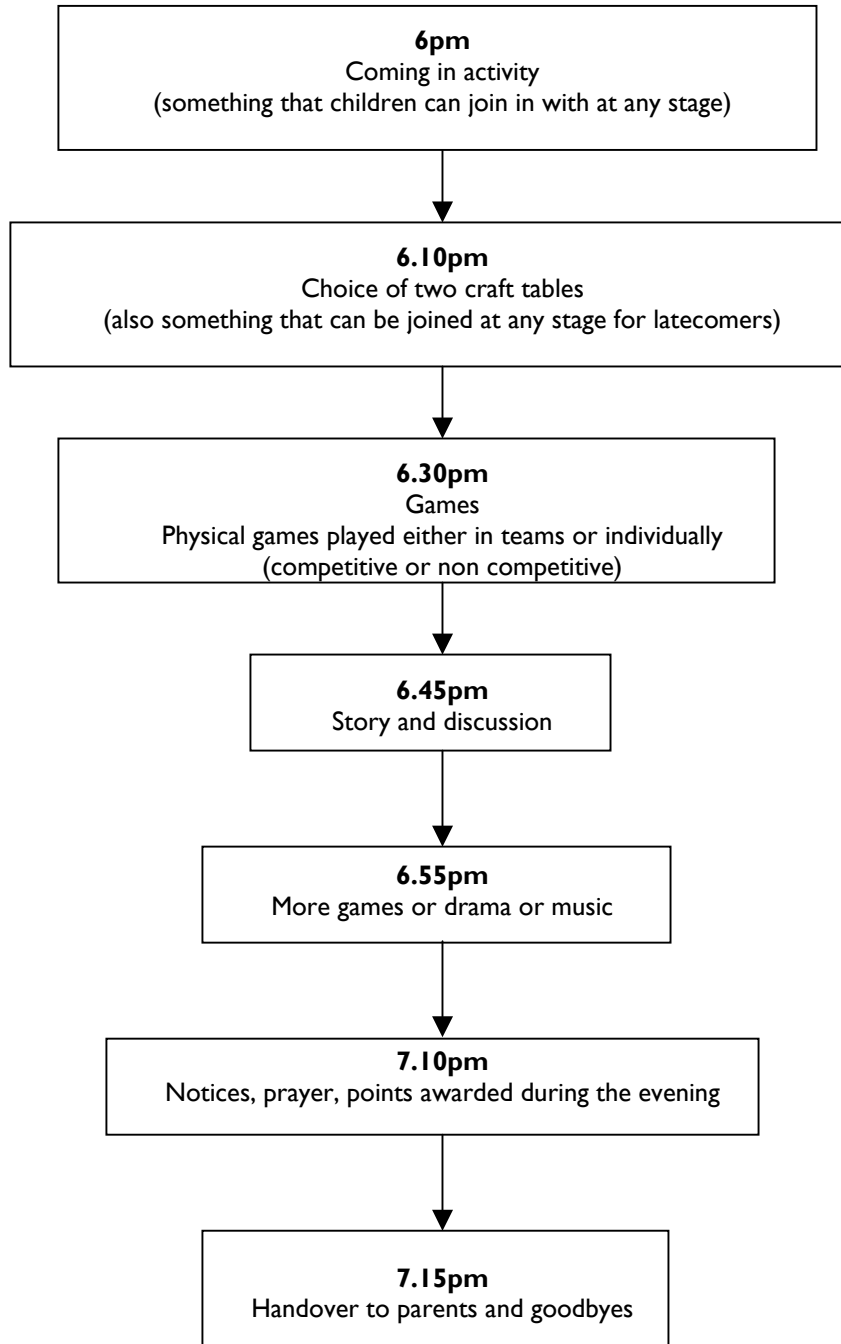 6pm
Coming in activity
(something that children can join in with at any stage)
6.10pm
Choice of two craft tables
(also something that can be joined at any stage for latecomers)
6.30pm
Games
Physical games played either in teams or individually
(competitive or non competitive)
6.45pm
Story and discussion
6.55pm
More games or drama or music
7.10pm
Notices, prayer, points awarded during the evening
7.15pm
Handover to parents and goodbyes